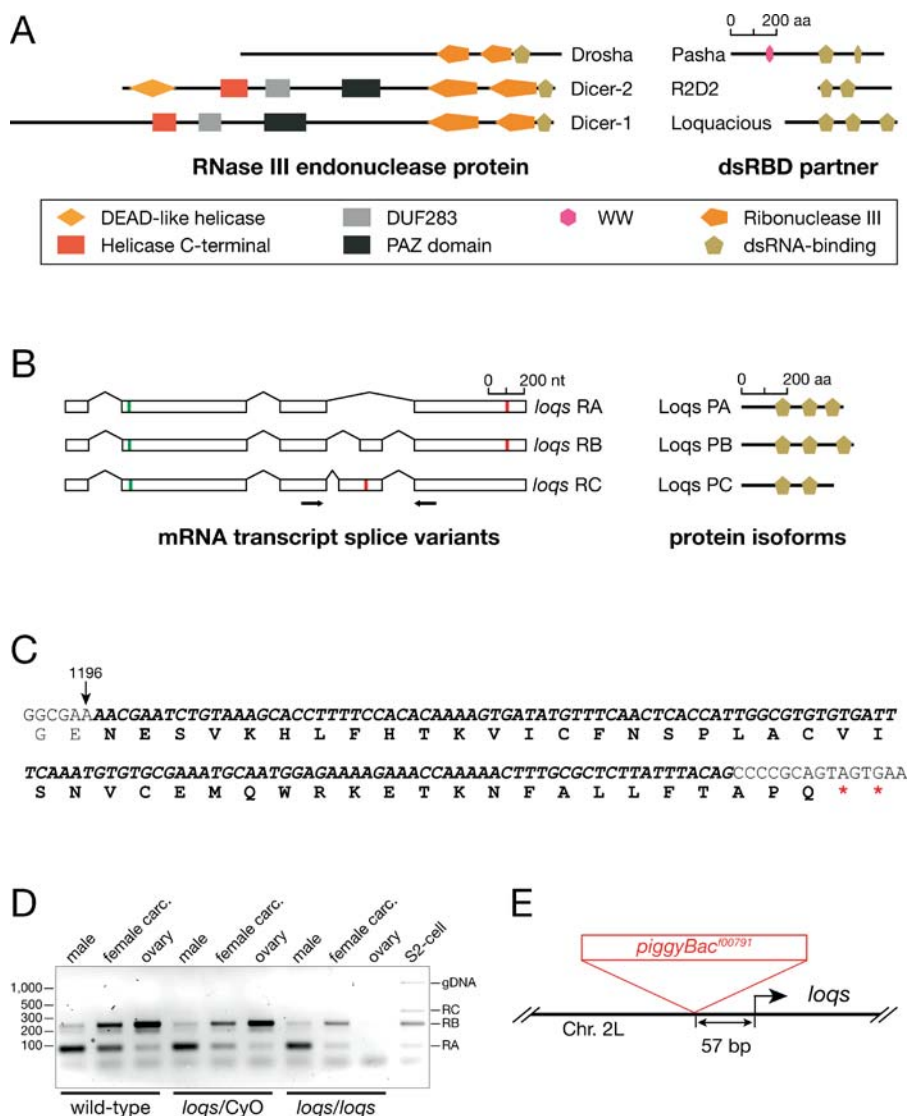 A
0 200 aa
Drosha
Pasha
Dicer-2
R2D2
Dicer-1
Loquacious
RNase III endonuclease protein
dsRBD partner
DEAD-like helicase
DUF283
WW
Ribonuclease III
Helicase C-terminal
PAZ domain
dsRNA-binding
B
0 200 nt
0 200 aa
loqs RA
Loqs PA
loqs RB
Loqs PB
loqs RC
Loqs PC
mRNA transcript splice variants
protein isoforms
C
1196
GGCGAAAACGAATCTGTAAAGCACCTTTTCCACACAAAAGTGATATGTTTCAACTCACCATTGGCGTGTGTGATT
G E N E S V K H L F H T K V I C F N S P L A C V I
TCAAATGTGTGCGAAATGCAATGGAGAAAAGAAACCAAAAACTTTGCGCTCTTATTTACAGCCCCGCAGTAGTGAA
S N V C E M Q W R K E T K N F A L L F T A P Q * *
D
male
female carc.
ovary
male
female carc.
ovary
male
female carc.
ovary
S2-cell
1,000
500
300
200
100
gDNA
RC
RB
RA
wild-type
loqs/CyO
loqs/loqs
E
piggyBac f00791
loqs
Chr. 2L
57 bp